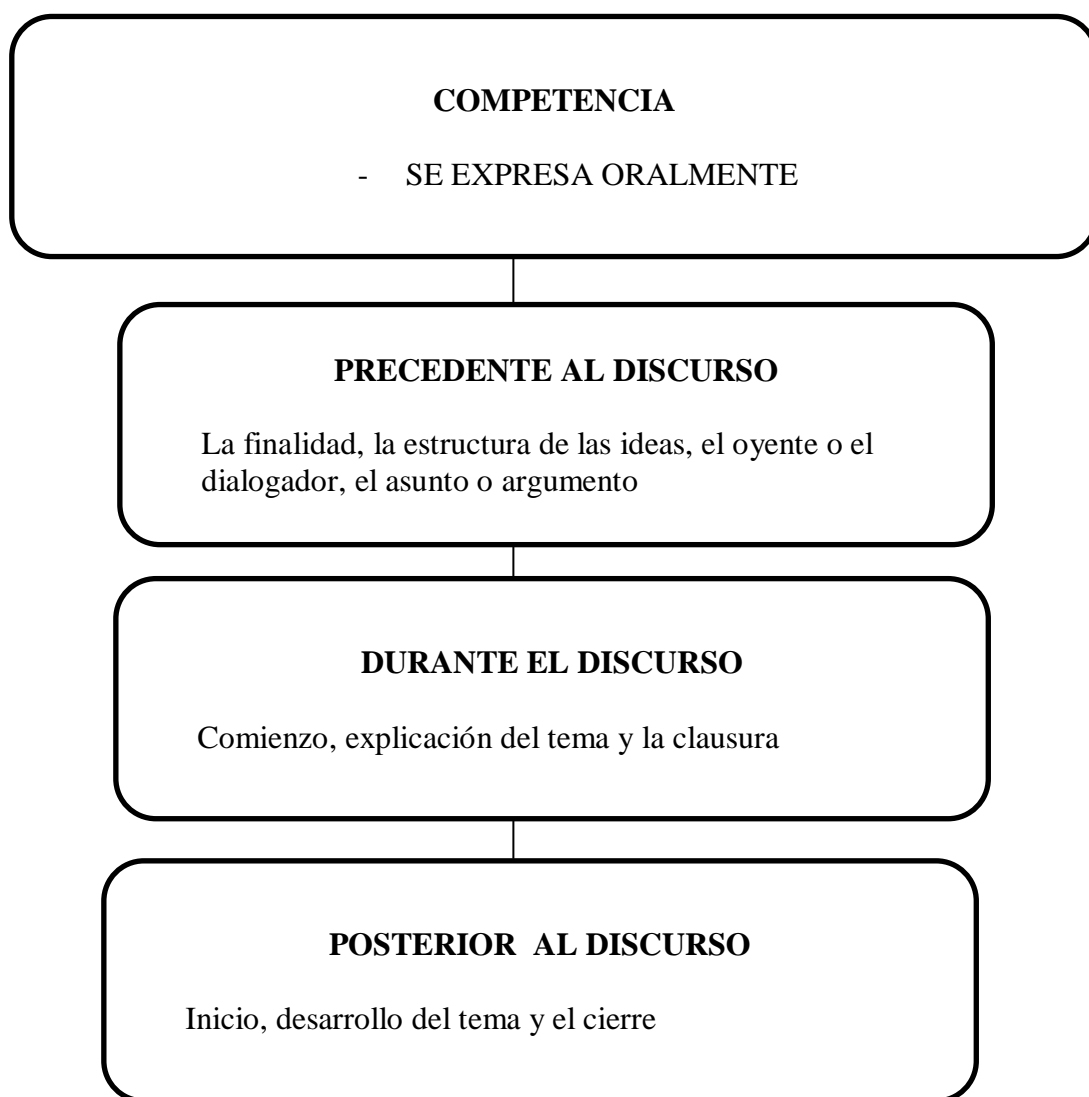 COMPETENCIA
- SE EXPRESA ORALMENTE
PRECEDENTE AL DISCURSO
La finalidad, la estructura de las ideas, el oyente o el
dialogador, el asunto o argumento
DURANTE EL DISCURSO
Comienzo, explicación del tema y la clausura
POSTERIOR AL DISCURSO
Inicio, desarrollo del tema y el cierre